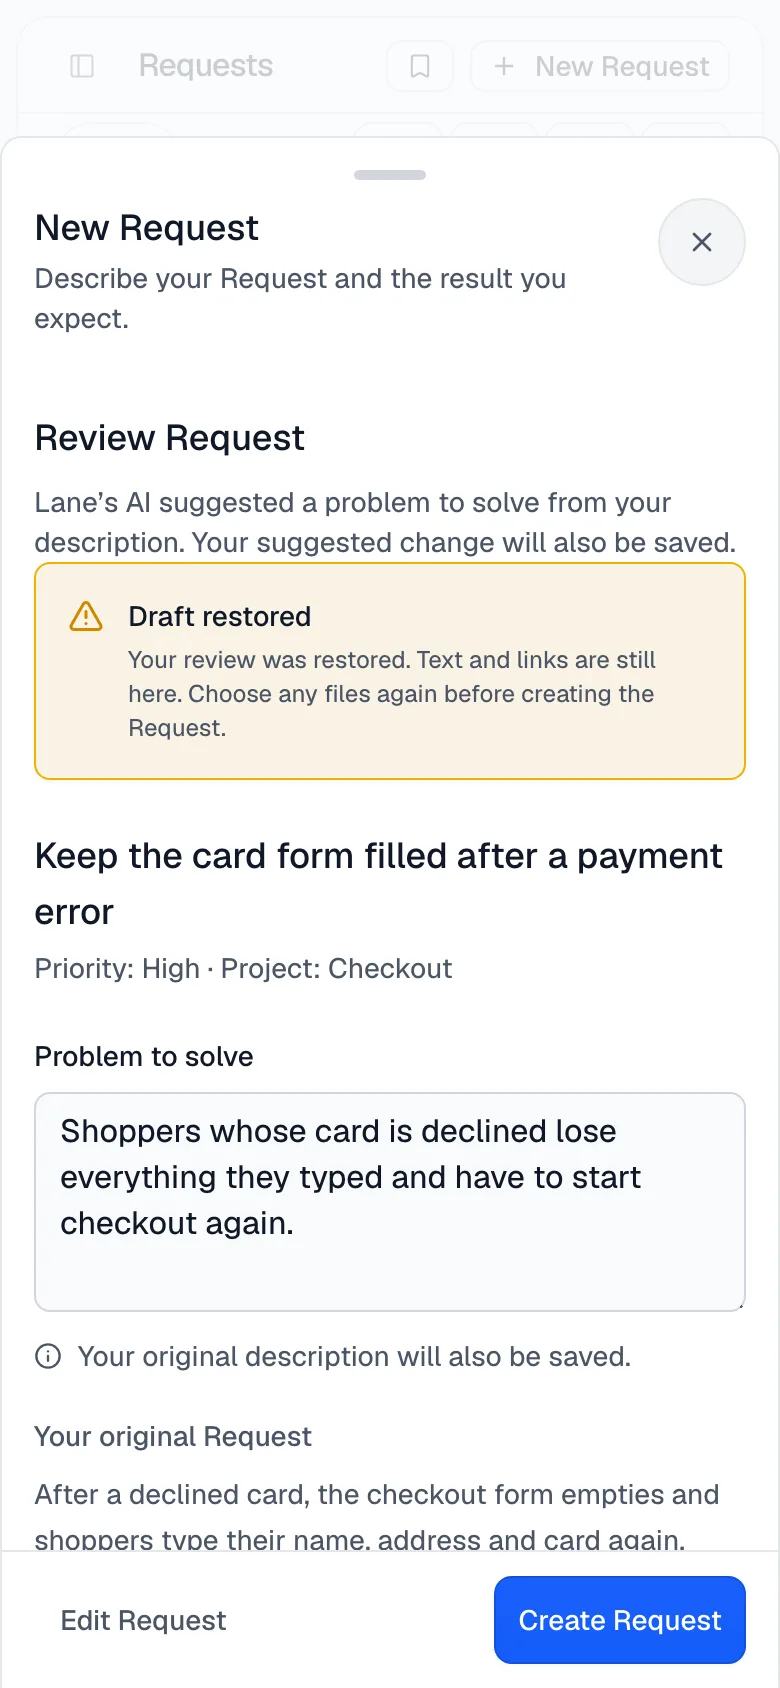 Requests
New Request
New Request
Describe your Request and the result you
expect.
Review Request
Lane’s AI suggested a problem to solve from your
description. Your suggested change will also be saved.
Draft restored
Your review was restored. Text and links are still
here. Choose any files again before creating the
Request.
Keep the card form filled after a payment
error
Priority: High · Project: Checkout
Problem to solve
Shoppers whose card is declined lose
everything they typed and have to start
checkout again.
Your original description will also be saved.
Your original Request
After a declined card, the checkout form empties and
shoppers type their name, address and card again.
Edit Request
Create Request